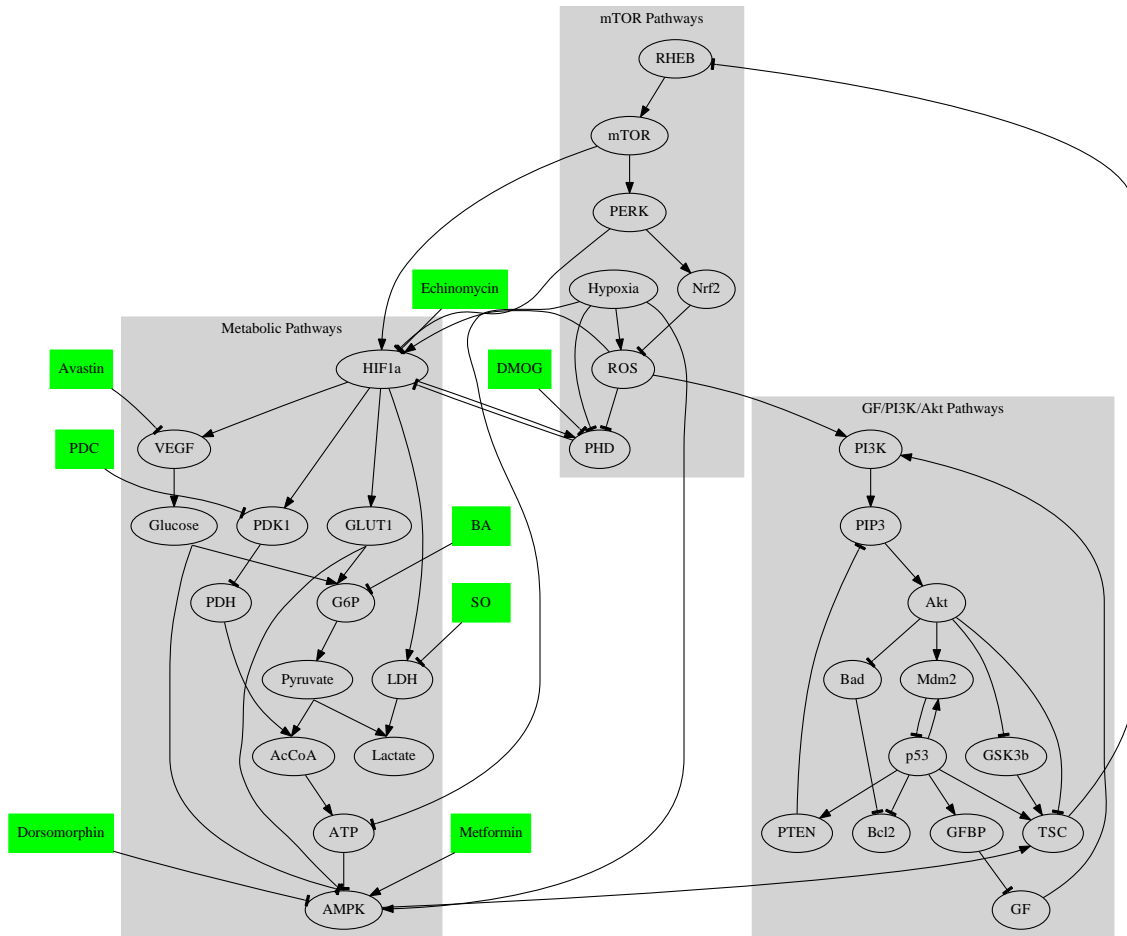 mTOR Pathways
RHEB
mTOR
PERK
Echinomycin
Hypoxia
Nrf2
Metabolic Pathways
Avastin
HIF1a
DMOG
ROS
GF/PI3K/Akt Pathways
PDC
VEGF
PHD
PI3K
Glucose
PDK1
GLUT1
BA
PIP3
PDH
G6P
SO
Akt
Pyruvate
LDH
Bad
Mdm2
AcCoA
Lactate
p53
GSK3b
Dorsomorphin
ATP
Metformin
PTEN
Bcl2
GFBP
TSC
AMPK
GF